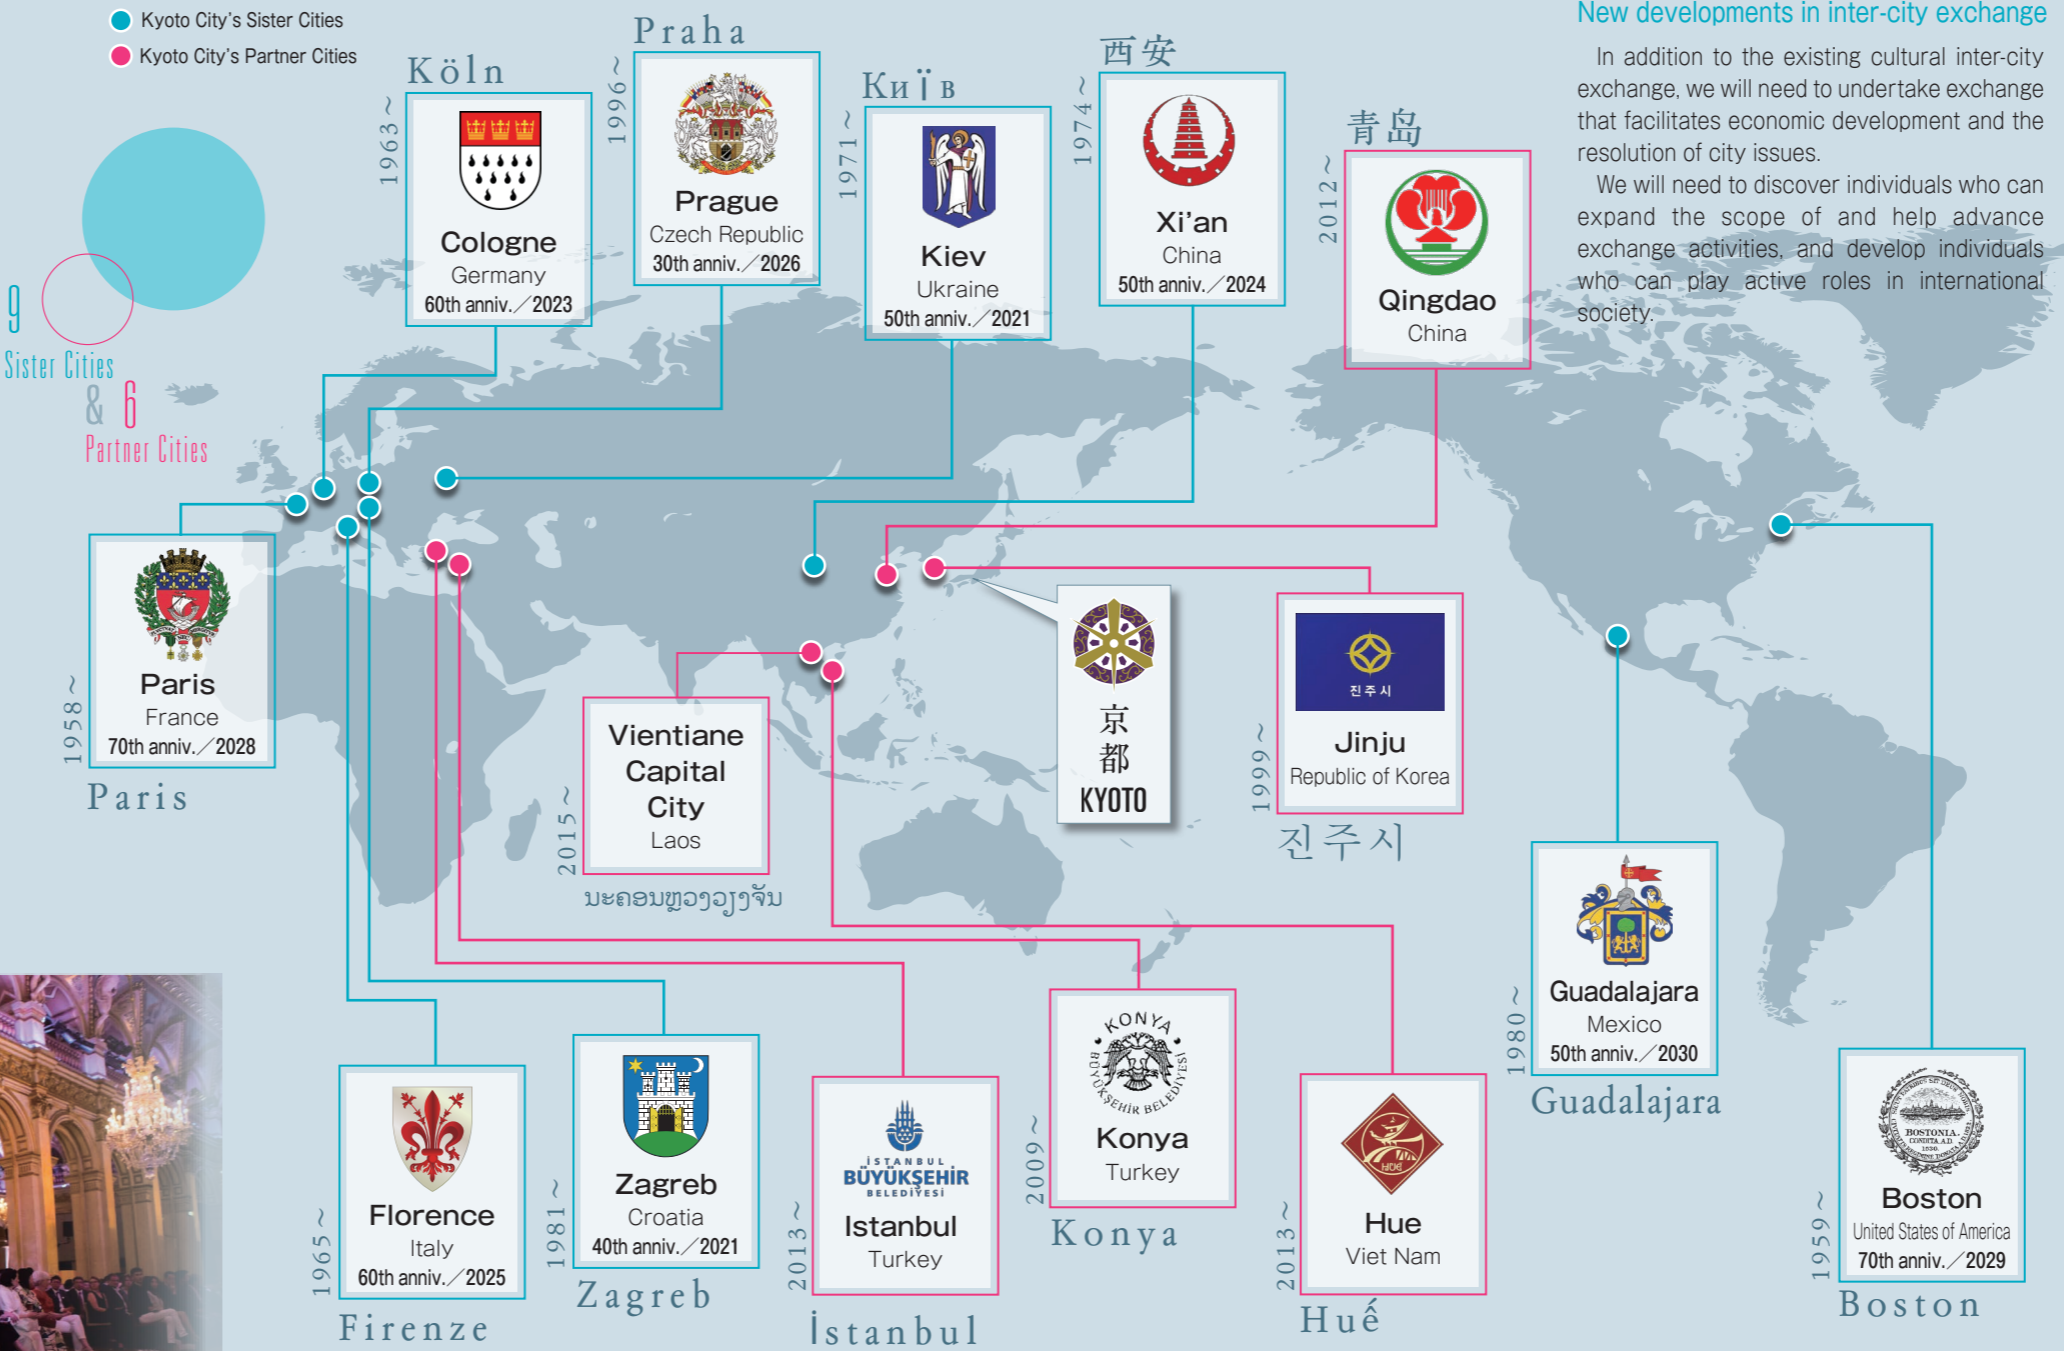 Kyoto City's Sister Cities
Kyoto City's Partner Cities
9
Sister Cities
& 6
Partner Cities
New developments in inter-city exchange
In addition to the existing cultural inter-city
exchange, we will need to undertake exchange
that facilitates economic development and the
resolution of city issues.
We will need to discover individuals who can
expand the scope of and help advance
exchange activities, and develop individuals
who can play active roles in international
society.
Köln
1963～
Cologne
Germany
60th anniv.／2023
Praha
1996～
Prague
Czech Republic
30th anniv.／2026
Київ
1971～
Kiev
Ukraine
50th anniv.／2021
西安
1974～
Xi'an
China
50th anniv.／2024
青岛
2012～
Qingdao
China
1958～
Paris
France
70th anniv.／2028
Paris
2015～
Vientiane
Capital
City
Laos
ນະຄອນຫຼວງວຽງຈັນ
京
都
KYOTO
1999～
진주시
Jinju
Republic of Korea
진주시
1980～
Guadalajara
Mexico
50th anniv.／2030
Guadalajara
1965～
Florence
Italy
60th anniv.／2025
Firenze
1981～
Zagreb
Croatia
40th anniv.／2021
Zagreb
2013～
İSTANBUL
BÜYÜKŞEHİR
BELEDİYESİ
Istanbul
Turkey
İstanbul
2009～
KONYA
BÜYÜKŞEHİR BELEDİYESİ
Konya
Turkey
Konya
2013～
HUE
Hue
Viet Nam
Huế
1959～
BOSTONIA.
CONDITA A.D.
1630.
Boston
United States of America
70th anniv.／2029
Boston